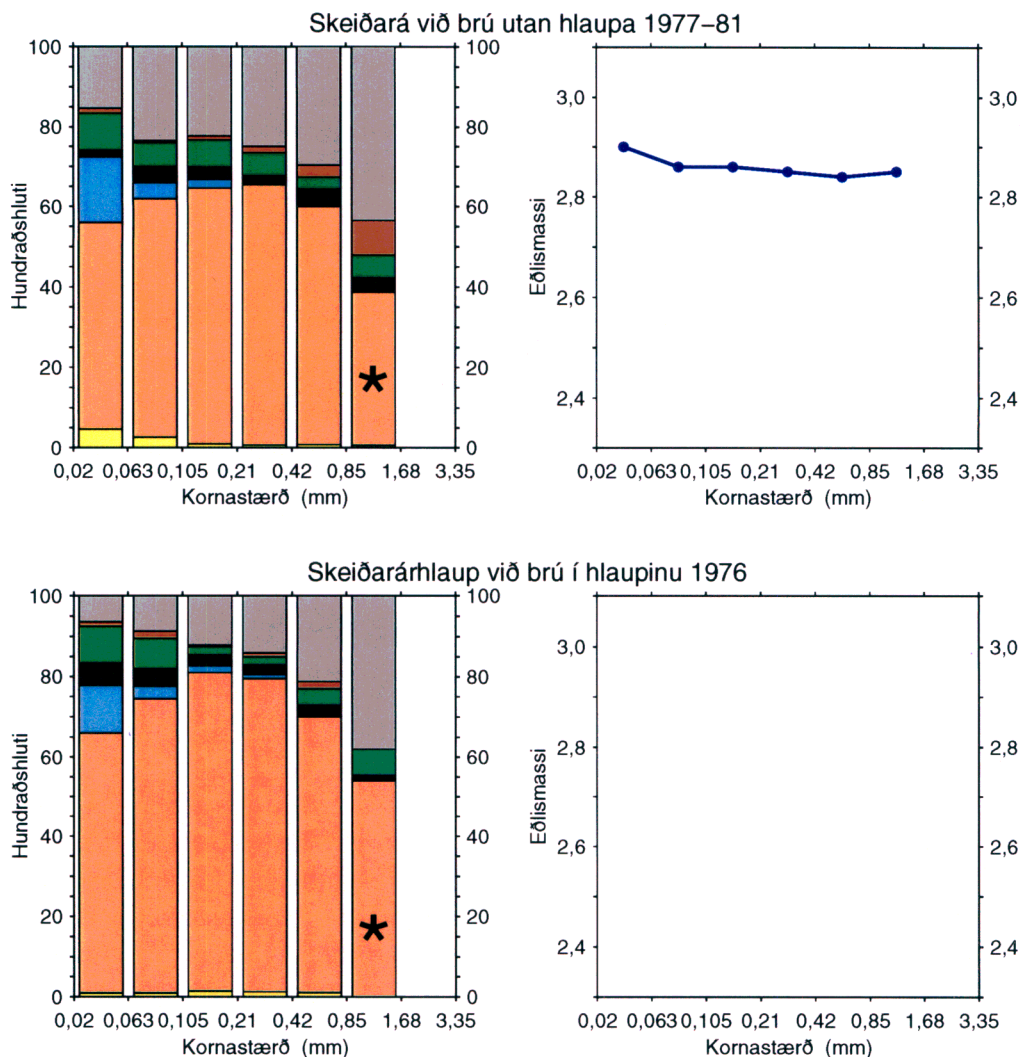 Skeiðará við brú utan hlaupa 1977–81
100 100
80 80
60 60
40 40
20 20
0 0
Hundraðshluti
0,02 0,063 0,105 0,21 0,42 0,85 1,68 3,35
Kornastærð (mm)
3,0 3,0
2,8 2,8
2,6 2,6
2,4 2,4
Eðlismassi
0,02 0,063 0,105 0,21 0,42 0,85 1,68 3,35
Kornastærð (mm)
Skeiðarárhlaup við brú í hlaupinu 1976
100 100
80 80
60 60
40 40
20 20
0 0
Hundraðshluti
0,02 0,063 0,105 0,21 0,42 0,85 1,68 3,35
Kornastærð (mm)
3,0 3,0
2,8 2,8
2,6 2,6
2,4 2,4
Eðlismassi
0,02 0,063 0,105 0,21 0,42 0,85 1,68 3,35
Kornastærð (mm)